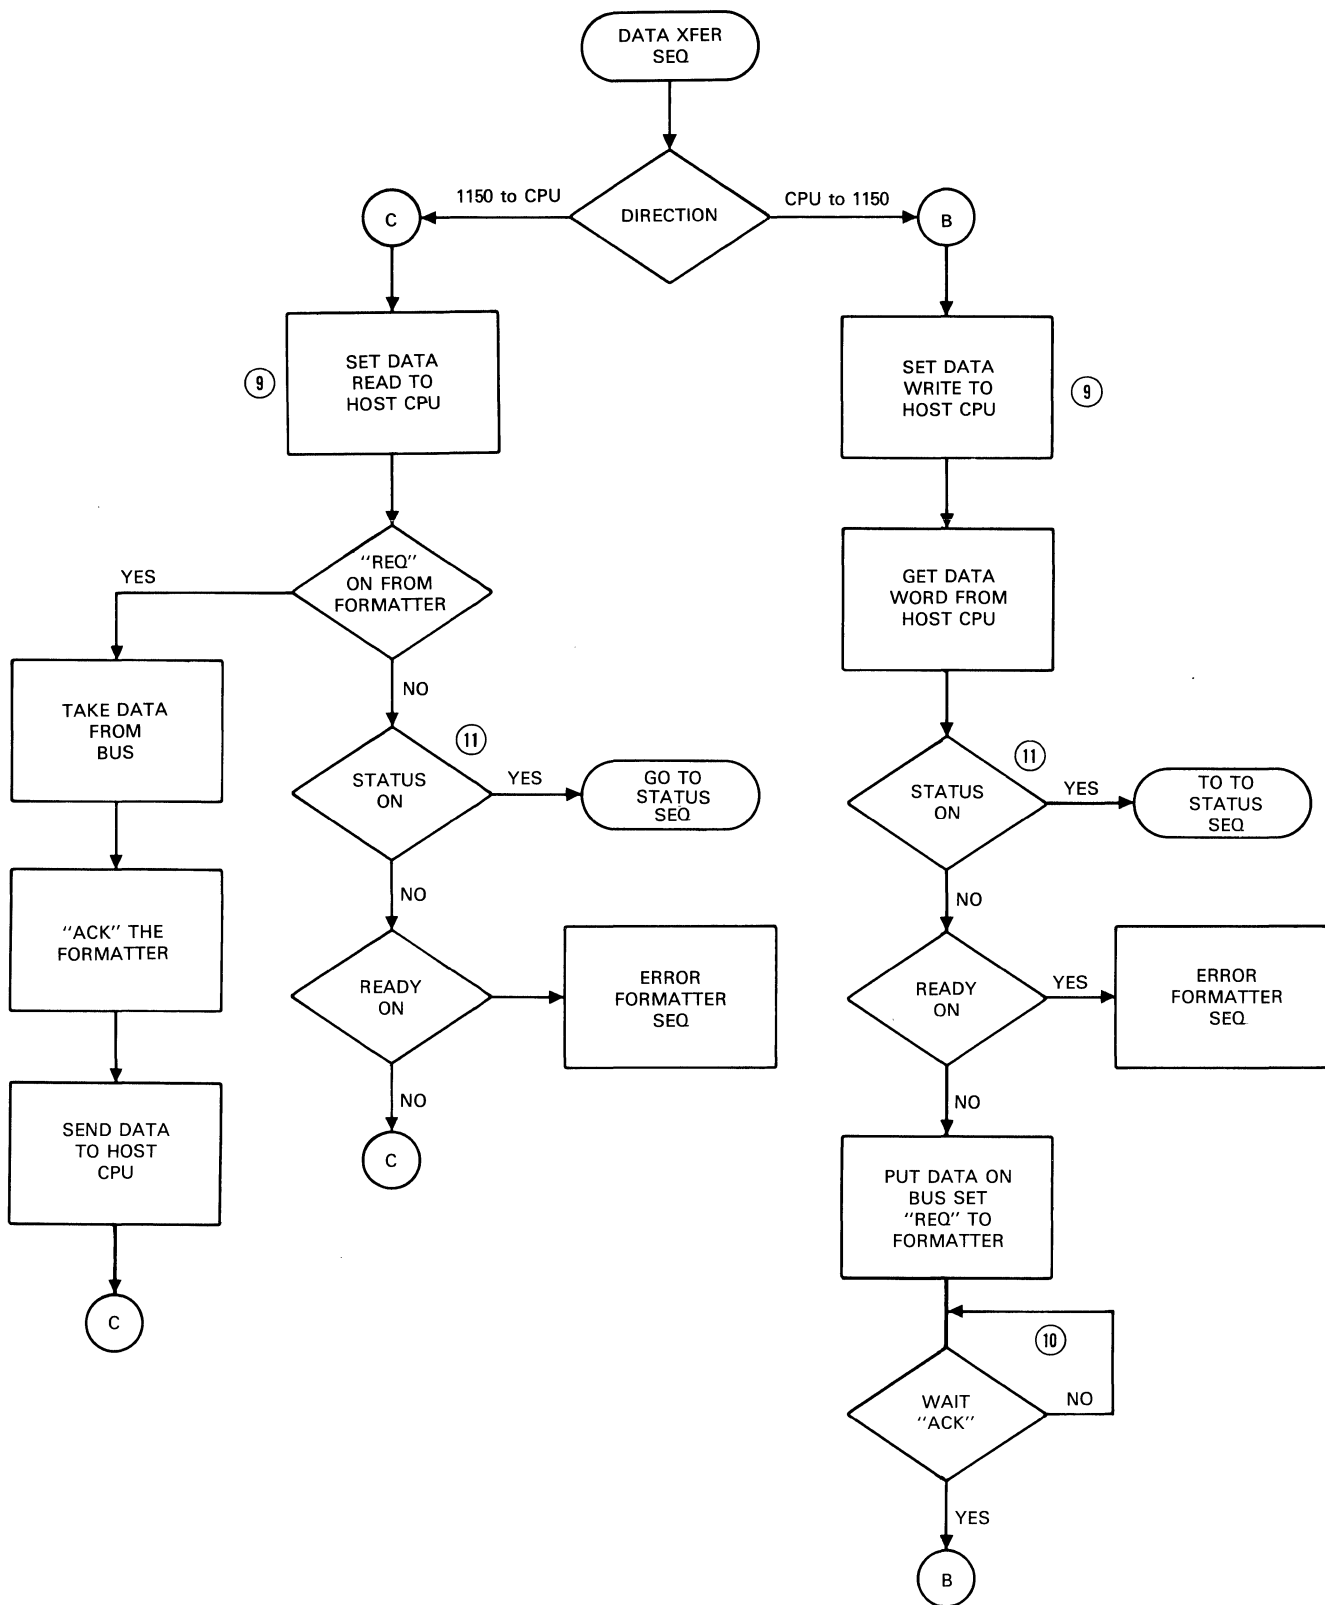 DATA XFER
SEQ
1150 to CPU
DIRECTION
CPU to 1150
C
B
SET DATA
READ TO
HOST CPU
9
SET DATA
WRITE TO
HOST CPU
9
"REQ"
ON FROM
FORMATTER
YES
NO
GET DATA
WORD FROM
HOST CPU
TAKE DATA
FROM
BUS
STATUS
ON
11
YES
GO TO
STATUS
SEQ
NO
STATUS
ON
11
YES
TO TO
STATUS
SEQ
NO
"ACK" THE
FORMATTER
READY
ON
ERROR
FORMATTER
SEQ
NO
READY
ON
YES
ERROR
FORMATTER
SEQ
NO
SEND DATA
TO HOST
CPU
C
C
PUT DATA ON
BUS SET
"REQ" TO
FORMATTER
10
WAIT
"ACK"
NO
YES
B